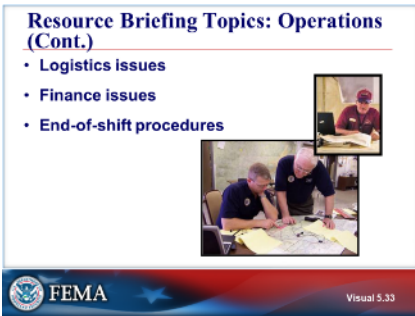 Resource Briefing Topics: Operations
(Cont.)
• Logistics issues
• Finance issues
• End-of-shift procedures
FEMA
Visual 5.33